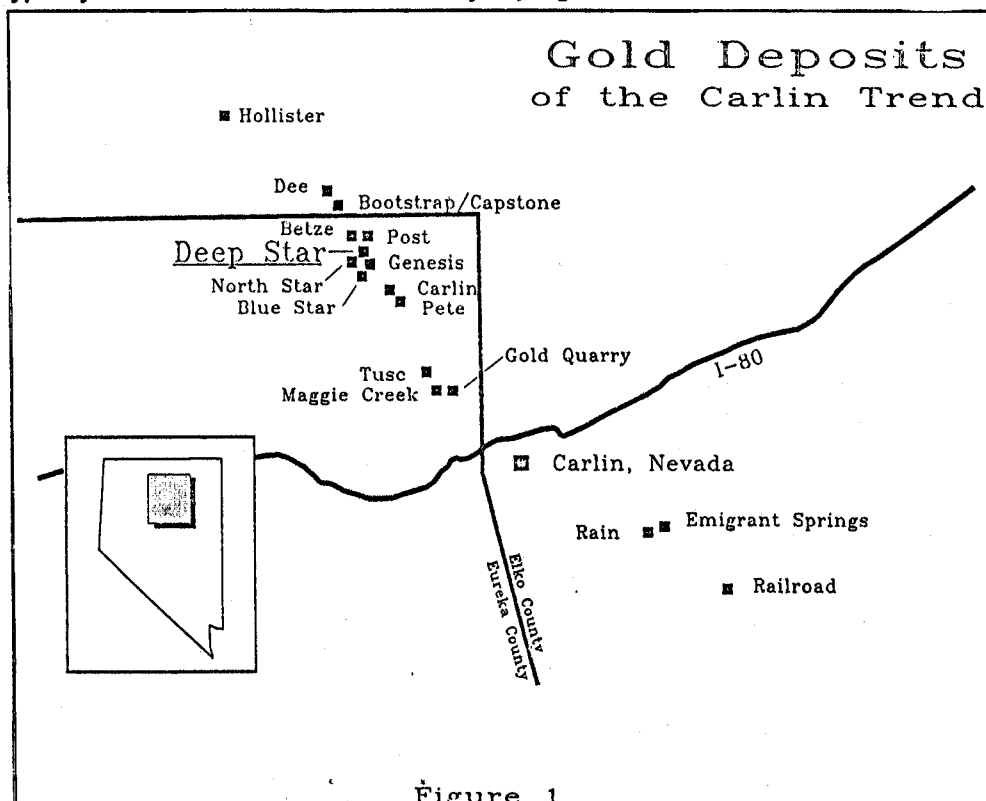 Gold Deposits
of the Carlin Trend
Hollister
Dee
Bootstrap/Capstone
Betze
Post
Deep Star
Genesis
North Star
Carlin
Blue Star
Pete
Gold Quarry
Tusc
Maggie Creek
I-80
Carlin, Nevada
Emigrant Springs
Rain
Elko County
Eureka County
Railroad
Figure 1